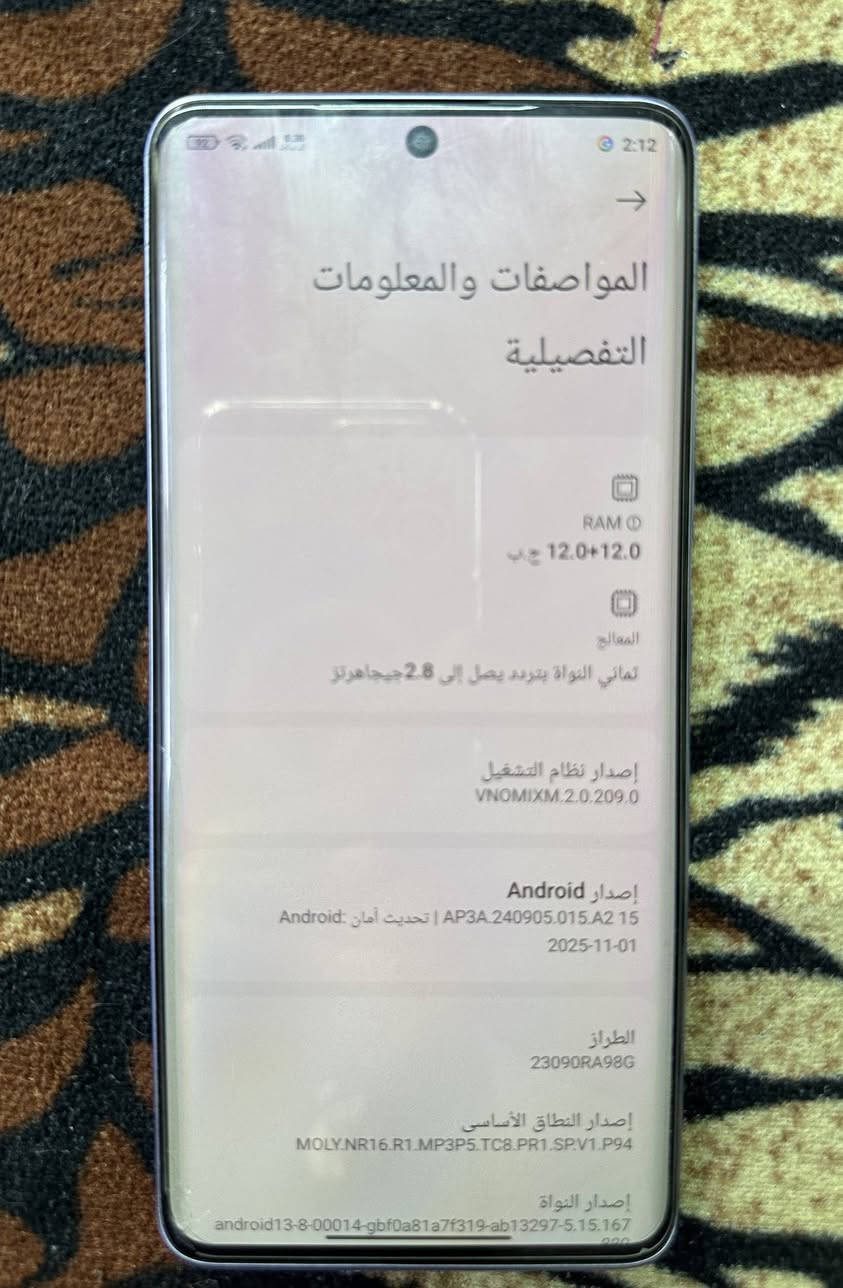 92 2:12
المواصفات والمعلومات
التفصيلية
RAM
12.0+12.0 ج.ب
المعالج
ثماني النواة بتردد يصل إلى 2.8جيجاهرتز
إصدار نظام التشغيل
VNOMIXM.2.0.209.0
إصدار Android
15 AP3A.240905.015.A2 | تحديث أمان Android:
2025-11-01
الطراز
23090RA98G
إصدار النطاق الأساسي
MOLY.NR16.R1.MP3P5.TC8.PR1.SP.V1.P94
إصدار النواة
android13-8-00014-gbf0a81a7f319-ab13297-5.15.167